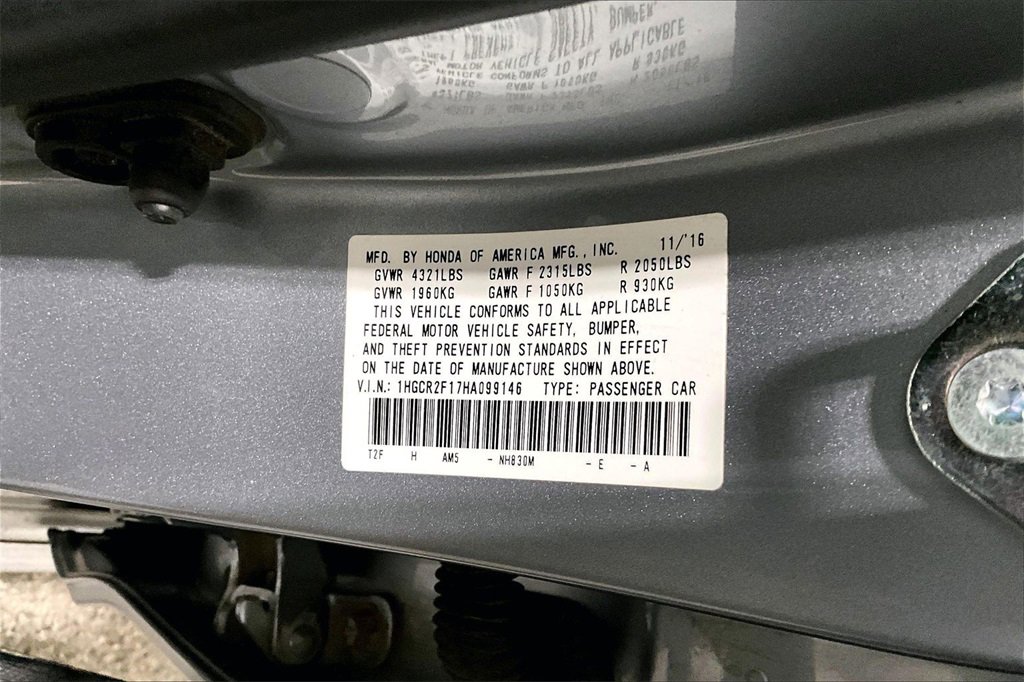 MFD. BY HONDA OF AMERICA MFG., INC. 11/'16
GVWR 4321LBS GAWR F 2315LBS R 2050LBS
GVWR 1960KG GAWR F 1050KG R 930KG
THIS VEHICLE CONFORMS TO ALL APPLICABLE
FEDERAL MOTOR VEHICLE SAFETY, BUMPER,
AND THEFT PREVENTION STANDARDS IN EFFECT
ON THE DATE OF MANUFACTURE SHOWN ABOVE.
V.I.N.: 1HGCR2F17HA099146 TYPE: PASSENGER CAR
T2F H AM5 - NH830M - E - A